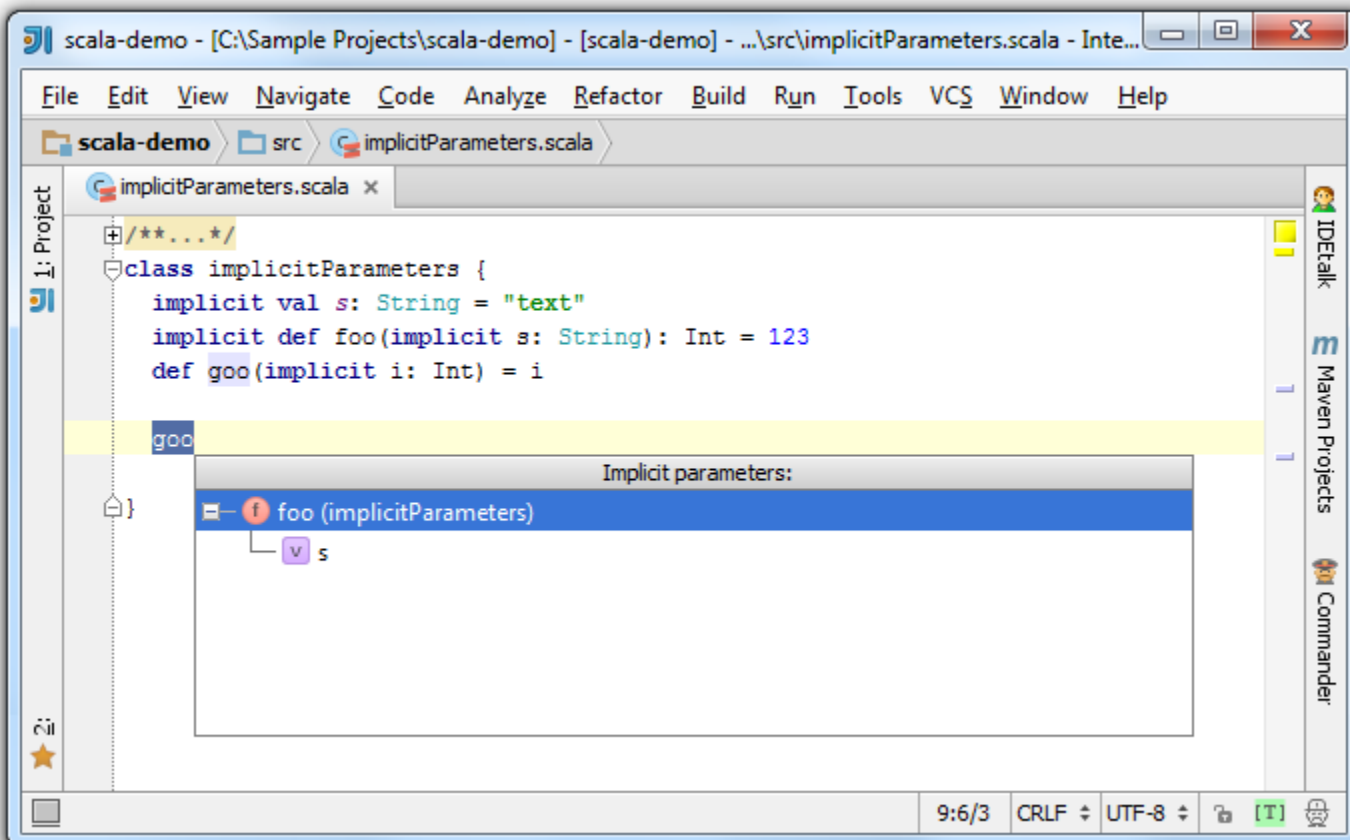 scala-demo - [C:\Sample Projects\scala-demo] - [scala-demo] - ...\src\implicitParameters.scala - Inte...
File Edit View Navigate Code Analyze Refactor Build Run Tools VCS Window Help
scala-demo src implicitParameters.scala
implicitParameters.scala
1: Project
/**...*/
class implicitParameters {
implicit val s: String = "text"
implicit def foo(implicit s: String): Int = 123
def goo(implicit i: Int) = i
goo
Implicit parameters:
f foo (implicitParameters)
v s
}
IDEtalk
m Maven Projects
Commander
2:
9:6/3 CRLF UTF-8 [T]